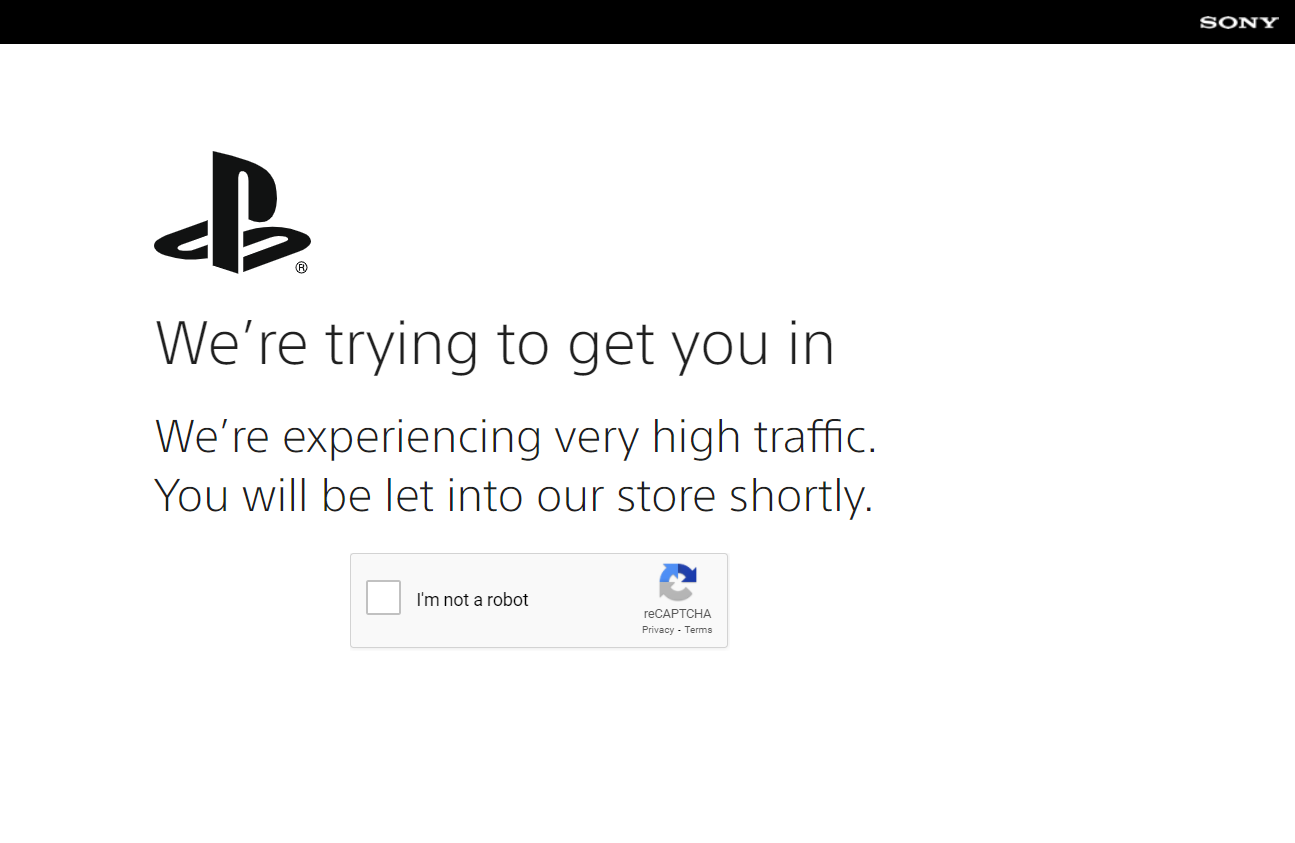 SONY
®
We’re trying to get you in
We’re experiencing very high traffic.
You will be let into our store shortly.
I'm not a robot
reCAPTCHA
Privacy - Terms